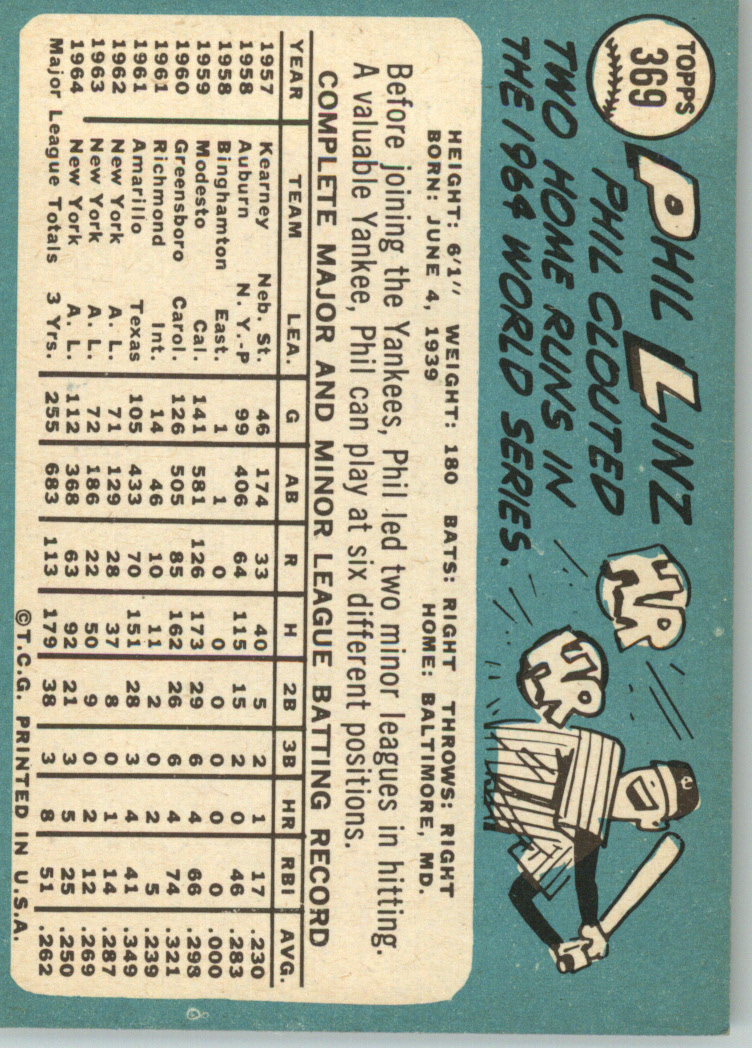 TOPPS
369
PHIL LINZ
PHIL CLOUTED
TWO HOME RUNS IN
THE 1964 WORLD SERIES.
HR
HR
HEIGHT: 6'1" WEIGHT: 180 BATS: RIGHT THROWS: RIGHT
BORN: JUNE 4, 1939 HOME: BALTIMORE, MD.
Before joining the Yankees, Phil led two minor leagues in hitting.
A valuable Yankee, Phil can play at six different positions.
COMPLETE MAJOR AND MINOR LEAGUE BATTING RECORD
YEAR TEAM LEA. G AB R H 2B 3B HR RBI AVG.
1957 Kearney Neb. St. 46 174 33 40 5 2 1 17 .230
1958 Auburn N. Y.-P 99 406 64 115 15 2 0 46 .283
1958 Binghamton East. 1 1 0 0 0 0 0 0 .000
1959 Modesto Cal. 141 581 126 173 29 6 4 66 .298
1960 Greensboro Carol. 126 505 85 162 26 6 4 74 .321
1961 Richmond Int. 14 46 10 11 2 0 2 5 .239
1961 Amarillo Texas 105 433 70 151 28 3 4 41 .349
1962 New York A. L. 71 129 28 37 8 0 1 14 .287
1963 New York A. L. 72 186 22 50 9 0 2 12 .269
1964 New York A. L. 112 368 63 92 21 3 5 25 .250
Major League Totals 3 Yrs. 255 683 113 179 38 3 8 51 .262
©T.C.G. PRINTED IN U.S.A.